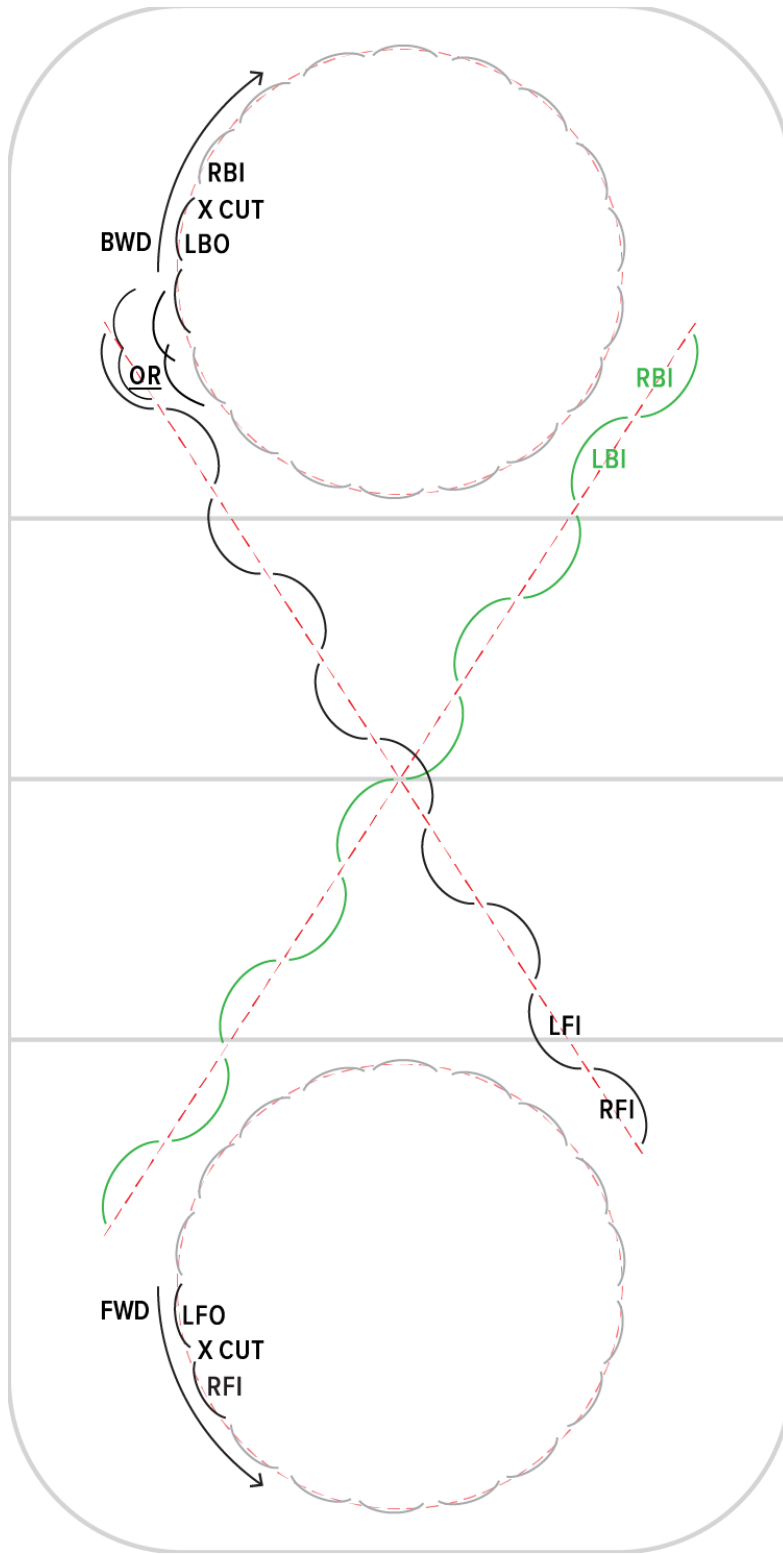 RBI
X CUT
BWD
LBO
OR
RBI
LBI
LFI
RFI
FWD
LFO
X CUT
RFI